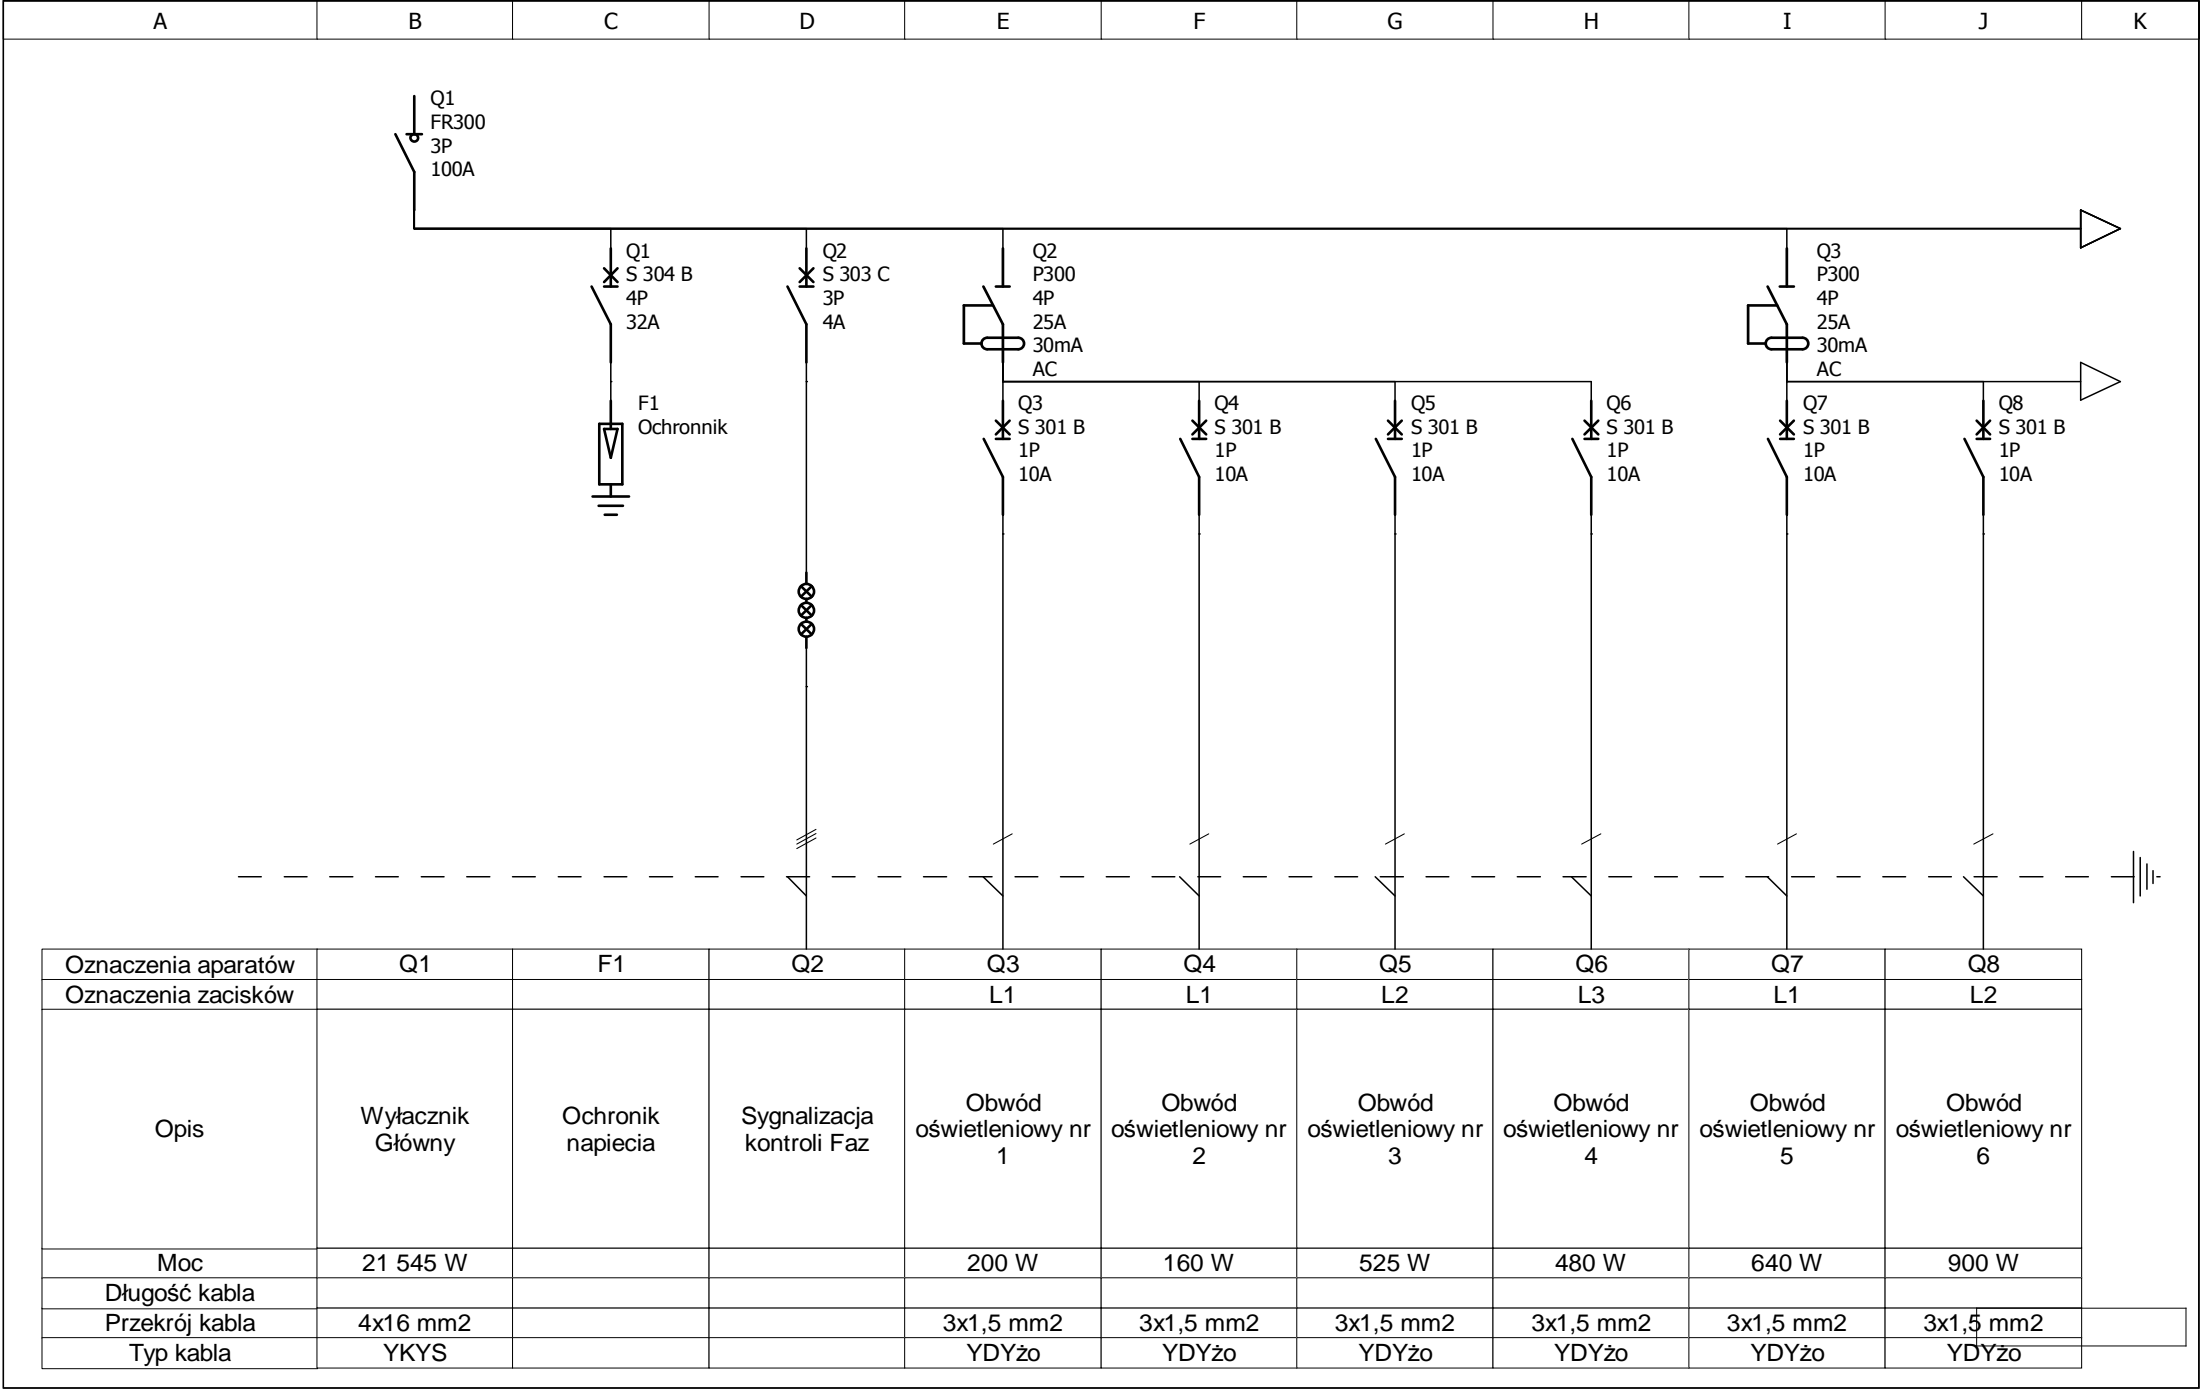 A B C D E F G H I J K
Q1
FR300
3P
100A
Q1
S 304 B
4P
32A
Q2
S 303 C
3P
4A
Q2
P300
4P
25A
30mA
AC
Q3
P300
4P
25A
30mA
AC
F1
Ochronnik
Q3
S 301 B
1P
10A
Q4
S 301 B
1P
10A
Q5
S 301 B
1P
10A
Q6
S 301 B
1P
10A
Q7
S 301 B
1P
10A
Q8
S 301 B
1P
10A
Oznaczenia aparatów Q1 F1 Q2 Q3 Q4 Q5 Q6 Q7 Q8
Oznaczenia zacisków L1 L1 L2 L3 L1 L2
Opis
Wyłacznik
Główny
Ochronik
napiecia
Sygnalizacja
kontroli Faz
Obwód
oświetleniowy nr
1
Obwód
oświetleniowy nr
2
Obwód
oświetleniowy nr
3
Obwód
oświetleniowy nr
4
Obwód
oświetleniowy nr
5
Obwód
oświetleniowy nr
6
Moc 21 545 W 200 W 160 W 525 W 480 W 640 W 900 W
Długość kabla
Przekrój kabla 4x16 mm2 3x1,5 mm2 3x1,5 mm2 3x1,5 mm2 3x1,5 mm2 3x1,5 mm2 3x1,5 mm2
Typ kabla YKYS YDYżo YDYżo YDYżo YDYżo YDYżo YDYżo